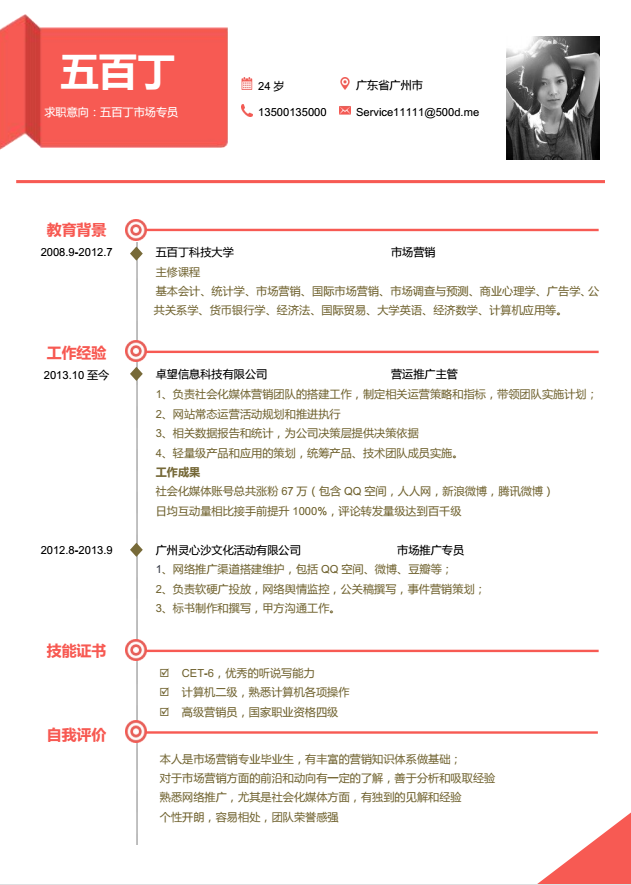 五百丁
求职意向：五百丁市场专员
24 岁
广东省广州市
13500135000
Service11111@500d.me
教育背景
2008.9-2012.7
五百丁科技大学
市场营销
主修课程
基本会计、统计学、市场营销、国际市场营销、市场调查与预测、商业心理学、广告学、公
共关系学、货币银行学、经济法、国际贸易、大学英语、经济数学、计算机应用等。
工作经验
2013.10 至今
卓望信息科技有限公司
营运推广主管
1、负责社会化媒体营销团队的搭建工作，制定相关运营策略和指标，带领团队实施计划；
2、网站常态运营活动规划和推进执行
3、相关数据报告和统计，为公司决策层提供决策依据
4、轻量级产品和应用的策划，统筹产品、技术团队成员实施。
工作成果
社会化媒体账号总共涨粉 67 万（包含 QQ 空间，人人网，新浪微博，腾讯微博）
日均互动量相比接手前提升 1000%，评论转发量级达到百千级
2012.8-2013.9
广州灵心沙文化活动有限公司
市场推广专员
1、网络推广渠道搭建维护，包括 QQ 空间、微博、豆瓣等；
2、负责软硬广投放，网络舆情监控，公关稿撰写，事件营销策划；
3、标书制作和撰写，甲方沟通工作。
技能证书
☑ CET-6，优秀的听说写能力
☑ 计算机二级，熟悉计算机各项操作
☑ 高级营销员，国家职业资格四级
自我评价
本人是市场营销专业毕业生，有丰富的营销知识体系做基础；
对于市场营销方面的前沿和动向有一定的了解，善于分析和吸取经验
熟悉网络推广，尤其是社会化媒体方面，有独到的见解和经验
个性开朗，容易相处，团队荣誉感强